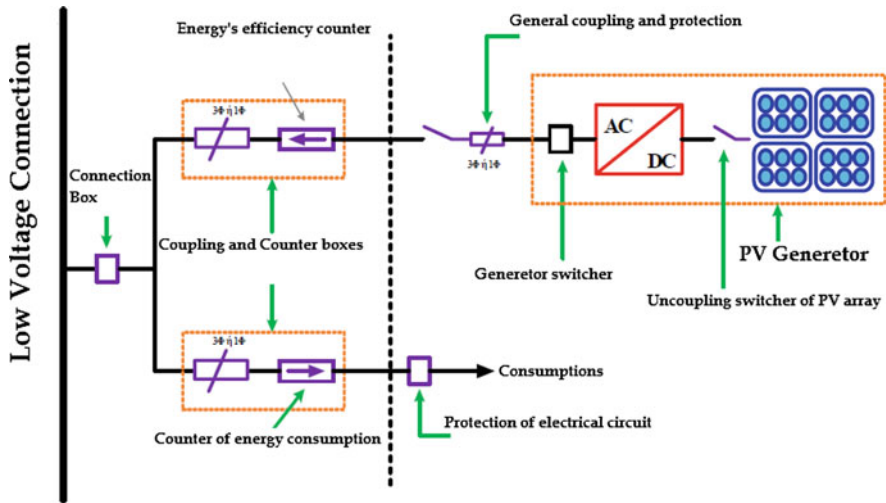 Low Voltage Connection
Energy's efficiency counter
General coupling and protection
3Φ ή 1Φ
3Φ ή 1Φ
AC
DC
Connection
Box
Coupling and Counter boxes
Generetor switcher
PV Generetor
Uncoupling switcher of PV array
3Φ ή 1Φ
Consumptions
Counter of energy consumption
Protection of electrical circuit